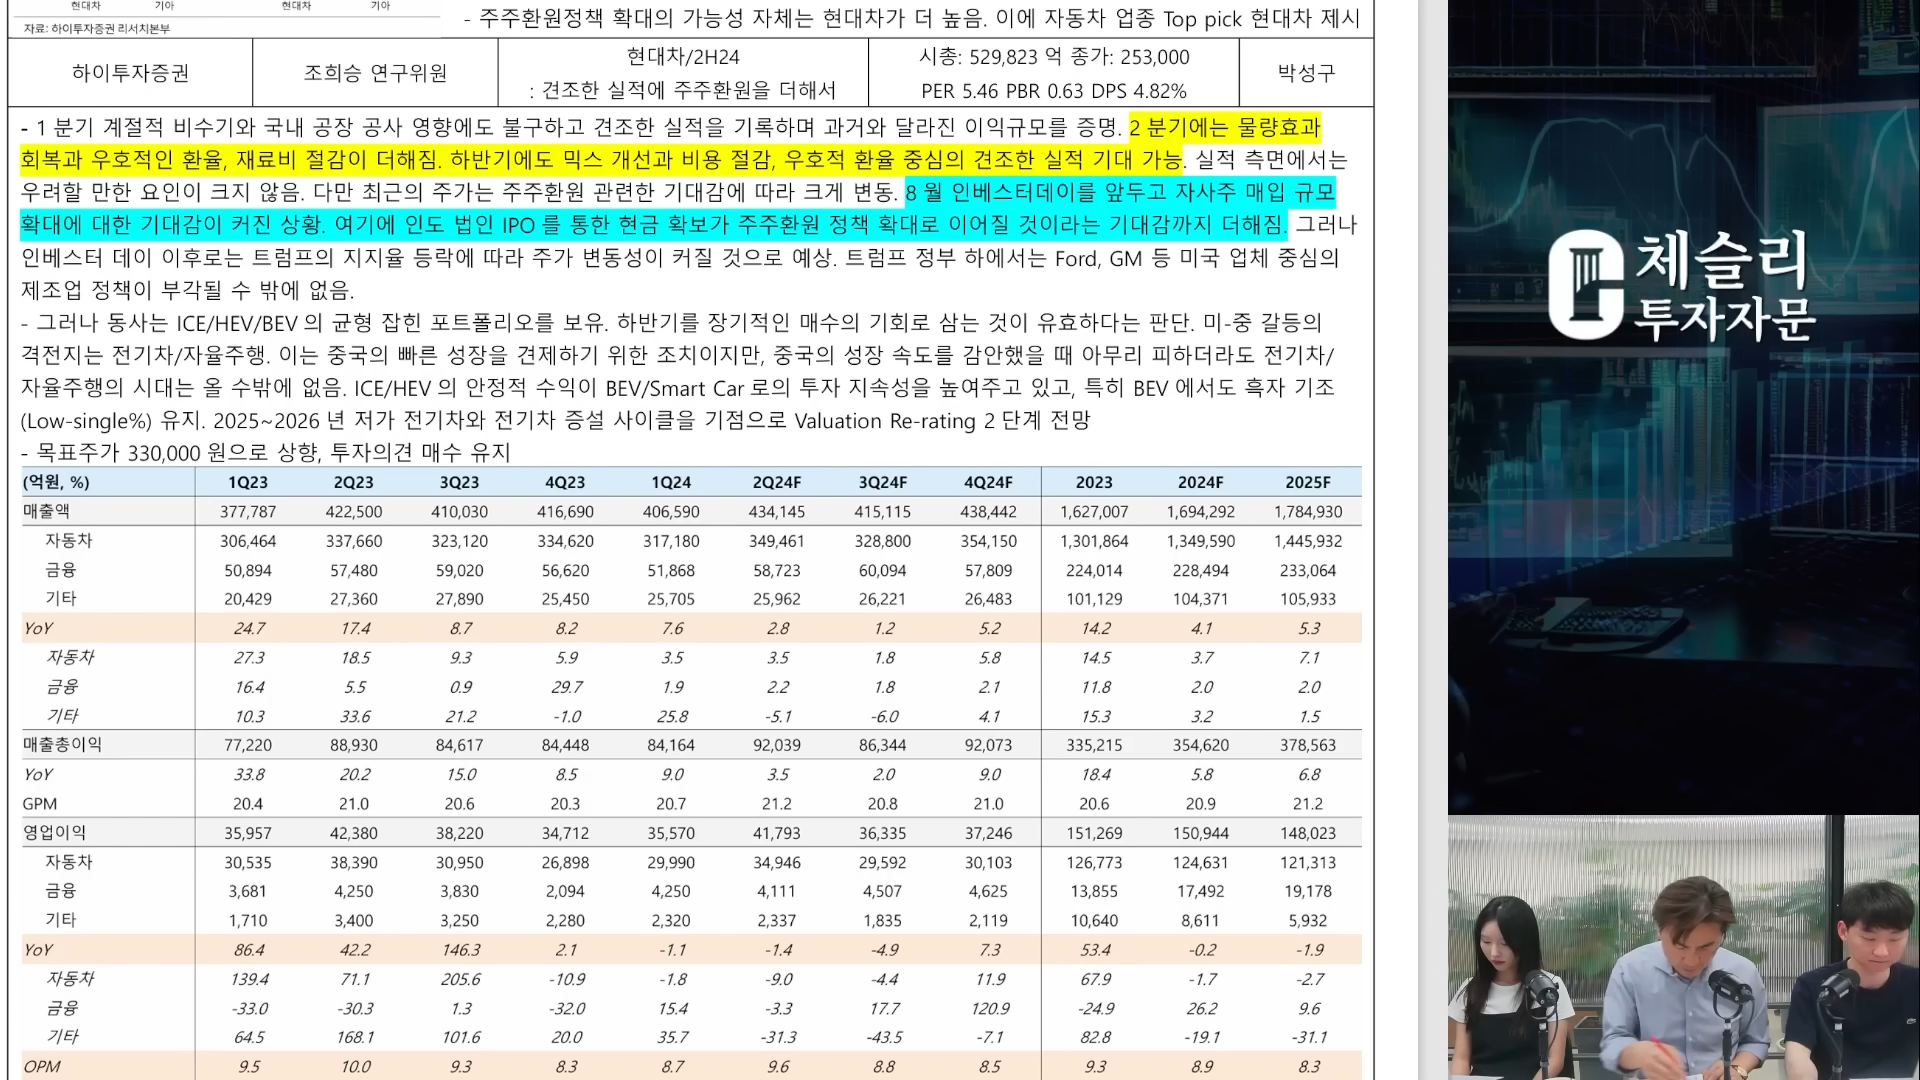 현대차 기아 현대차 기아
자료: 하이투자증권 리서치본부
- 주주환원정책 확대의 가능성 자체는 현대차가 더 높음. 이에 자동차 업종 Top pick 현대차 제시
하이투자증권
조희승 연구위원
현대차/2H24
: 견조한 실적에 주주환원을 더해서
시총: 529,823 억 종가: 253,000
PER 5.46 PBR 0.63 DPS 4.82%
박성구
- 1 분기 계절적 비수기와 국내 공장 공사 영향에도 불구하고 견조한 실적을 기록하며 과거와 달라진 이익규모를 증명. 2 분기에는 물량효과
회복과 우호적인 환율, 재료비 절감이 더해짐. 하반기에도 믹스 개선과 비용 절감, 우호적 환율 중심의 견조한 실적 기대 가능. 실적 측면에서는
우려할 만한 요인이 크지 않음. 다만 최근의 주가는 주주환원 관련한 기대감에 따라 크게 변동. 8 월 인베스터데이를 앞두고 자사주 매입 규모
확대에 대한 기대감이 커진 상황. 여기에 인도 법인 IPO 를 통한 현금 확보가 주주환원 정책 확대로 이어질 것이라는 기대감까지 더해짐. 그러나
인베스터 데이 이후로는 트럼프의 지지율 등락에 따라 주가 변동성이 커질 것으로 예상. 트럼프 정부 하에서는 Ford, GM 등 미국 업체 중심의
제조업 정책이 부각될 수 밖에 없음.
- 그러나 동사는 ICE/HEV/BEV 의 균형 잡힌 포트폴리오를 보유. 하반기를 장기적인 매수의 기회로 삼는 것이 유효하다는 판단. 미-중 갈등의
격전지는 전기차/자율주행. 이는 중국의 빠른 성장을 견제하기 위한 조치이지만, 중국의 성장 속도를 감안했을 때 아무리 피하더라도 전기차/
자율주행의 시대는 올 수밖에 없음. ICE/HEV 의 안정적 수익이 BEV/Smart Car 로의 투자 지속성을 높여주고 있고, 특히 BEV 에서도 흑자 기조
(Low-single%) 유지. 2025~2026 년 저가 전기차와 전기차 증설 사이클을 기점으로 Valuation Re-rating 2 단계 전망
- 목표주가 330,000 원으로 상향, 투자의견 매수 유지
(억원, %) 1Q23 2Q23 3Q23 4Q23 1Q24 2Q24F 3Q24F 4Q24F 2023 2024F 2025F
매출액 377,787 422,500 410,030 416,690 406,590 434,145 415,115 438,442 1,627,007 1,694,292 1,784,930
자동차 306,464 337,660 323,120 334,620 317,180 349,461 328,800 354,150 1,301,864 1,349,590 1,445,932
금융 50,894 57,480 59,020 56,620 51,868 58,723 60,094 57,809 224,014 228,494 233,064
기타 20,429 27,360 27,890 25,450 25,705 25,962 26,221 26,483 101,129 104,371 105,933
YoY 24.7 17.4 8.7 8.2 7.6 2.8 1.2 5.2 14.2 4.1 5.3
자동차 27.3 18.5 9.3 5.9 3.5 3.5 1.8 5.8 14.5 3.7 7.1
금융 16.4 5.5 0.9 29.7 1.9 2.2 1.8 2.1 11.8 2.0 2.0
기타 10.3 33.6 21.2 -1.0 25.8 -5.1 -6.0 4.1 15.3 3.2 1.5
매출총이익 77,220 88,930 84,617 84,448 84,164 92,039 86,344 92,073 335,215 354,620 378,563
YoY 33.8 20.2 15.0 8.5 9.0 3.5 2.0 9.0 18.4 5.8 6.8
GPM 20.4 21.0 20.6 20.3 20.7 21.2 20.8 21.0 20.6 20.9 21.2
영업이익 35,957 42,380 38,220 34,712 35,570 41,793 36,335 37,246 151,269 150,944 148,023
자동차 30,535 38,390 30,950 26,898 29,990 34,946 29,592 30,103 126,773 124,631 121,313
금융 3,681 4,250 3,830 2,094 4,250 4,111 4,507 4,625 13,855 17,492 19,178
기타 1,710 3,400 3,250 2,280 2,320 2,337 1,835 2,119 10,640 8,611 5,932
YoY 86.4 42.2 146.3 2.1 -1.1 -1.4 -4.9 7.3 53.4 -0.2 -1.9
자동차 139.4 71.1 205.6 -10.9 -1.8 -9.0 -4.4 11.9 67.9 -1.7 -2.7
금융 -33.0 -30.3 1.3 -32.0 15.4 -3.3 17.7 120.9 -24.9 26.2 9.6
기타 64.5 168.1 101.6 20.0 35.7 -31.3 -43.5 -7.1 82.8 -19.1 -31.1
OPM 9.5 10.0 9.3 8.3 8.7 9.6 8.8 8.5 9.3 8.9 8.3
체슬리
투자자문